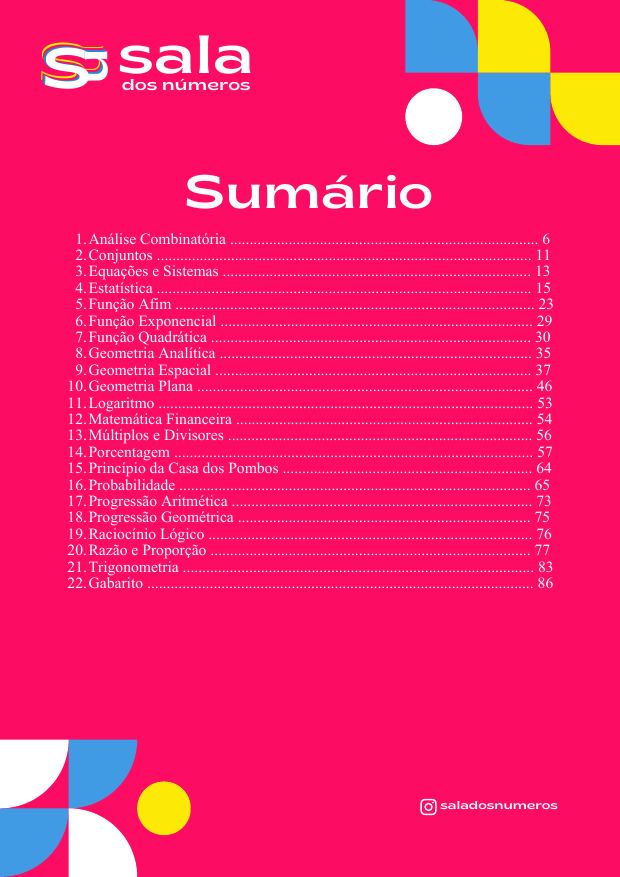 sala
dos números
Sumário
1. Análise Combinatória ............................................................................... 6
2. Conjuntos ................................................................................................ 11
3. Equações e Sistemas ............................................................................... 13
4. Estatística ................................................................................................ 15
5. Função Afim ............................................................................................ 23
6. Função Exponencial ................................................................................ 29
7. Função Quadrática .................................................................................. 30
8. Geometria Analítica ................................................................................ 35
9. Geometria Espacial ................................................................................. 37
10. Geometria Plana ...................................................................................... 46
11. Logaritmo ................................................................................................ 53
12. Matemática Financeira ............................................................................ 54
13. Múltiplos e Divisores .............................................................................. 56
14. Porcentagem ............................................................................................ 57
15. Princípio da Casa dos Pombos ................................................................ 64
16. Probabilidade .......................................................................................... 65
17. Progressão Aritmética ............................................................................. 73
18. Progressão Geométrica ........................................................................... 75
19. Raciocínio Lógico ................................................................................... 76
20. Razão e Proporção .................................................................................. 77
21. Trigonometria .......................................................................................... 83
22. Gabarito ................................................................................................... 86
saladosnumeros